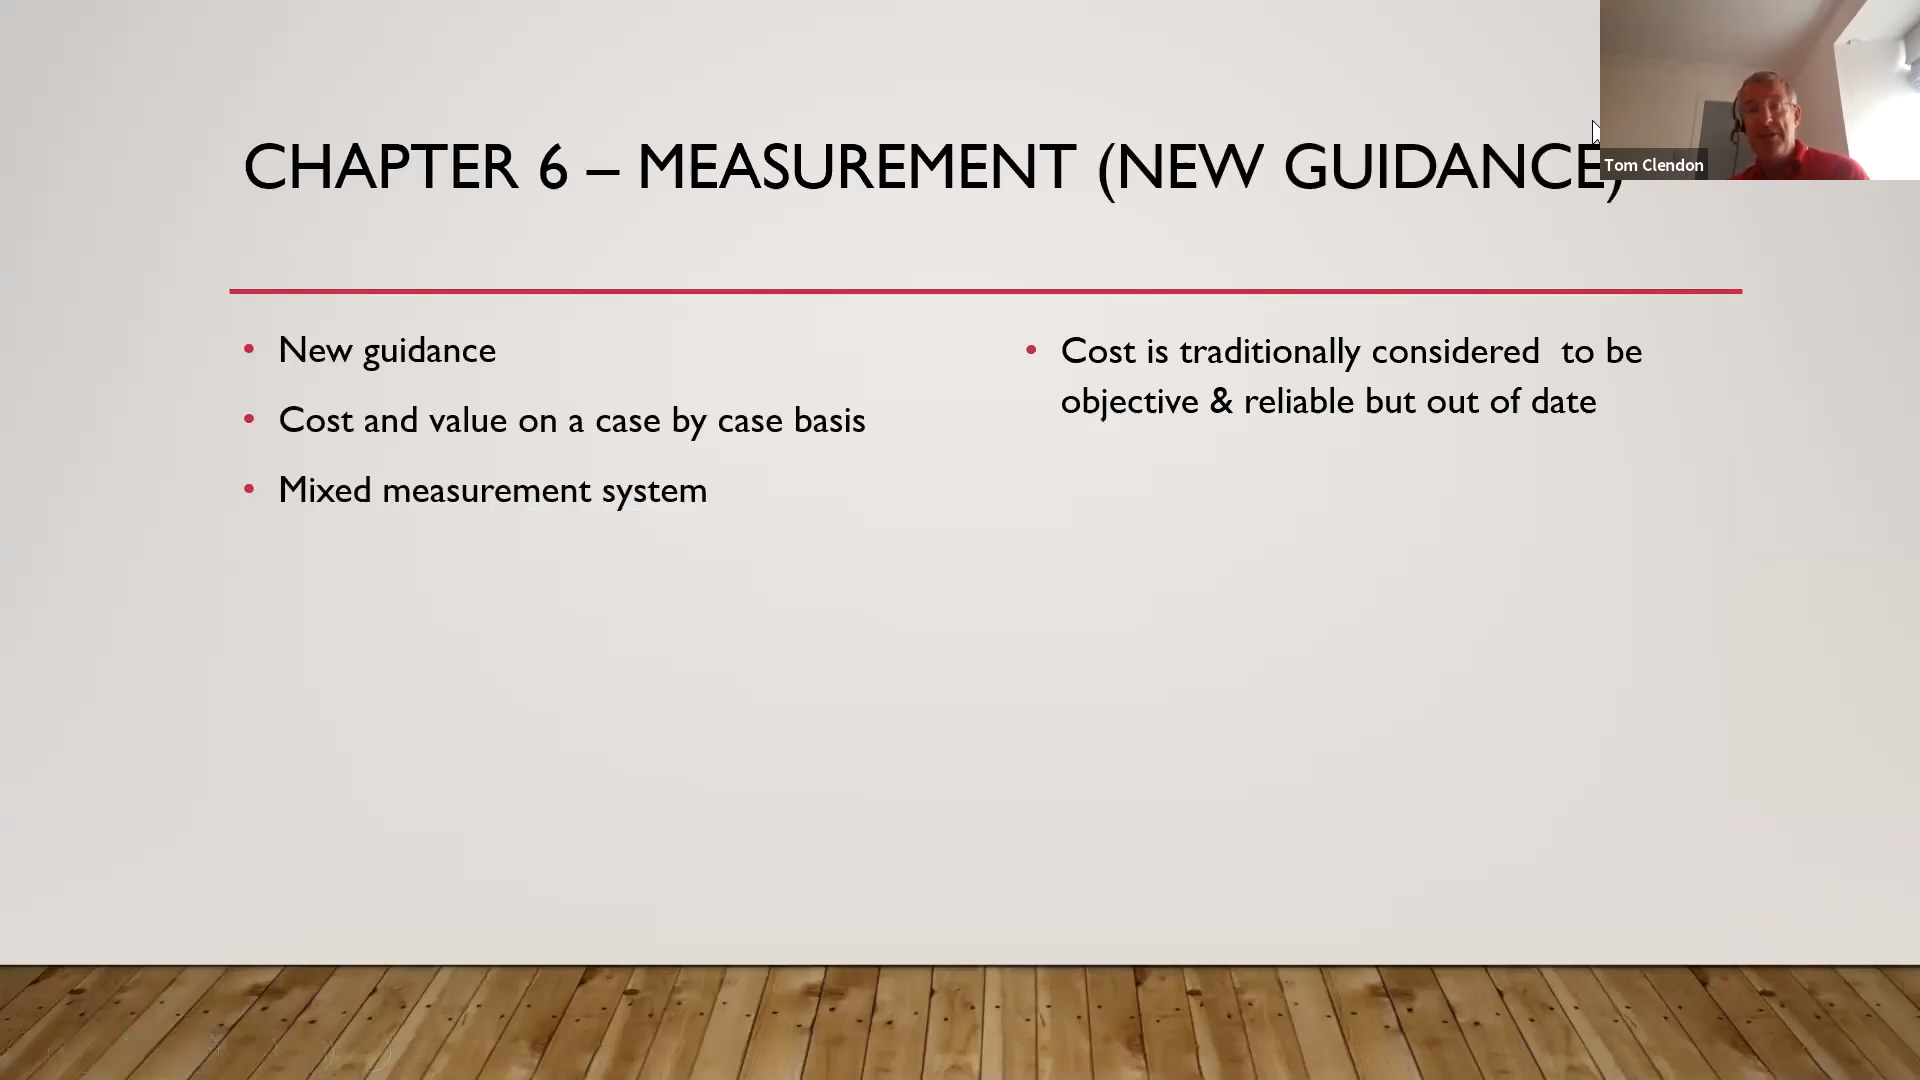 CHAPTER 6 – MEASUREMENT (NEW GUIDANCE)
Tom Clendon
• New guidance
• Cost and value on a case by case basis
• Mixed measurement system
• Cost is traditionally considered  to be
objective & reliable but out of date